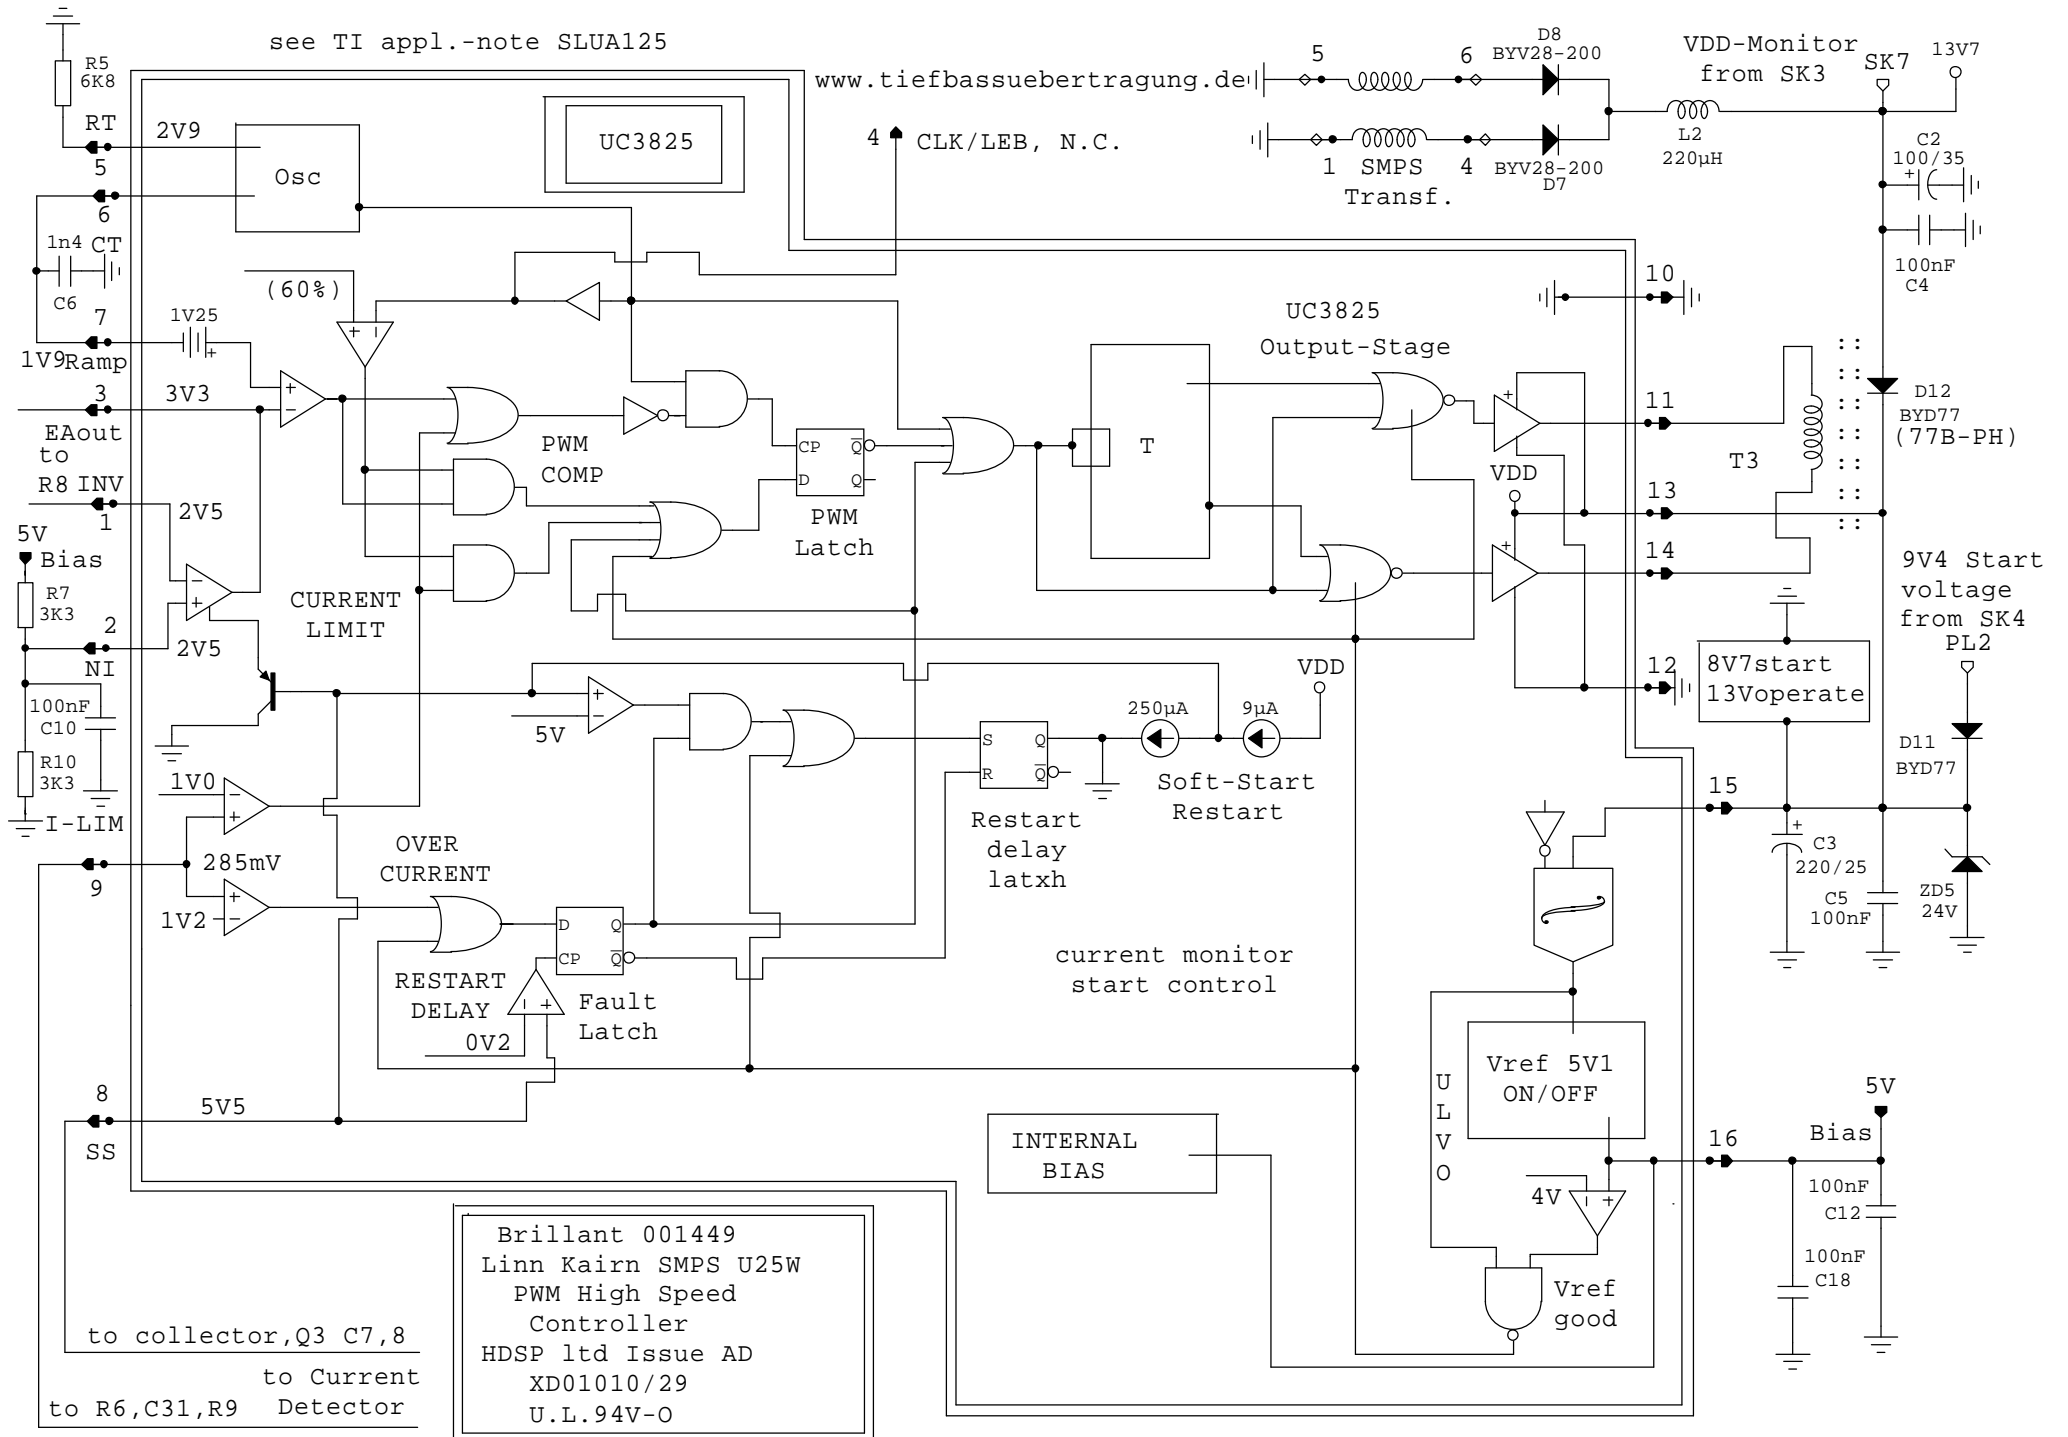 see TI appl.-note SLUA125
R5
6K8
RT
2V9
5
Osc
6
1n4
CT
C6
(60%)
7
1V25
+
1V9
Ramp
3
3V3
EAout
to
R8
INV
1
2V5
5V
Bias
R7
3K3
2
2V5
NI
100nF
C10
R10
3K3
1V0
I-LIM
9
285mV
1V2
UC3825
www.tiefbassuebertragung.de
4
CLK/LEB, N.C.
5
6
D8
BYV28-200
1
SMPS
Transf.
4
BYV28-200
D7
L2
220µH
VDD-Monitor
from SK3
SK7
13V7
C2
100/35
+
100nF
C4
10
UC3825
Output-Stage
PWM
COMP
CP
Q
D
Q
PWM
Latch
T
VDD
11
13
14
12
T3
D12
BYD77
(77B-PH)
9V4 Start
voltage
from SK4
PL2
8V7start
13Voperate
D11
BYD77
CURRENT
LIMIT
5V
S
Q
R
Q
250µA
9µA
VDD
Soft-Start
Restart
Restart
delay
latxh
15
+
C3
220/25
C5
100nF
ZD5
24V
OVER
CURRENT
D
Q
CP
Q
RESTART
DELAY
Fault
Latch
0V2
current monitor
start control
8
5V5
SS
Vref 5V1
ON/OFF
U
L
V
O
INTERNAL
BIAS
16
5V
Bias
4V
100nF
C12
100nF
C18
Vref
good
Brillant 001449
Linn Kairn SMPS U25W
PWM High Speed
Controller
HDSP ltd Issue AD
XD01010/29
U.L.94V-O
to collector,Q3 C7,8
to Current
Detector
to R6,C31,R9